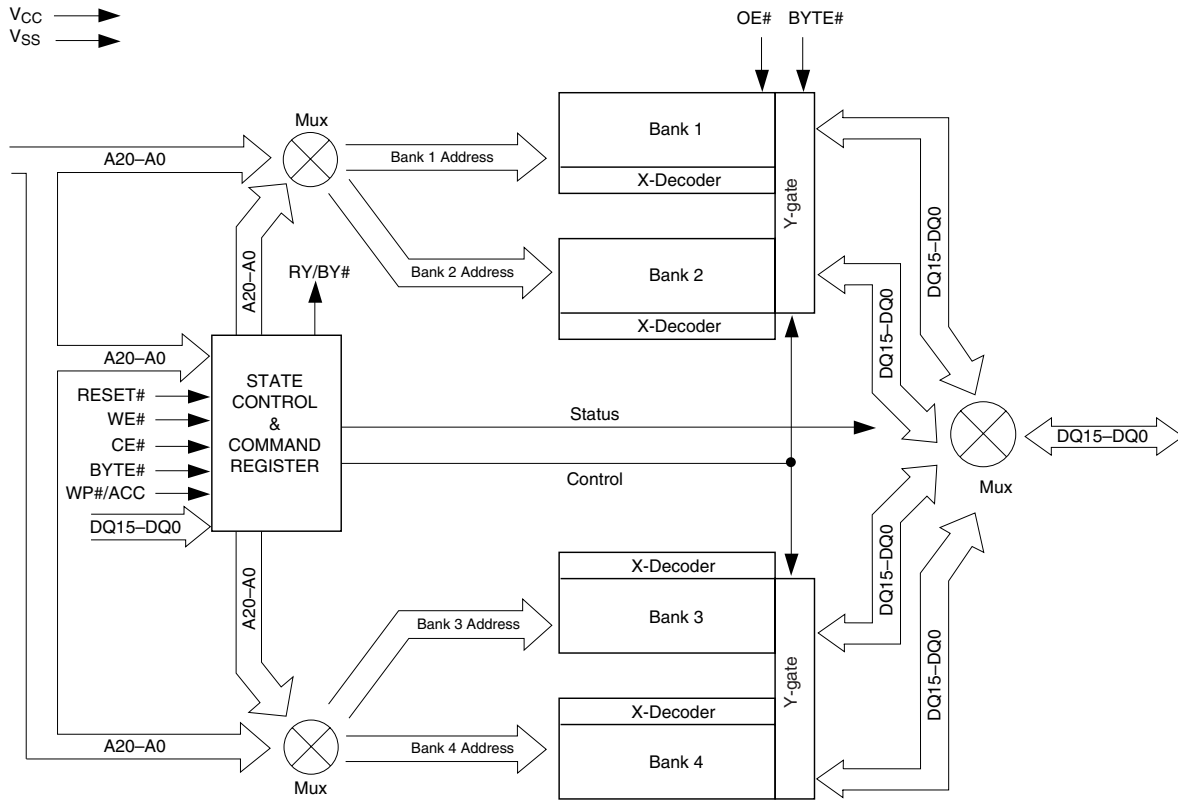 VCC
VSS
OE#
BYTE#
Mux
A20–A0
Bank 1 Address
Bank 1
X-Decoder
Y-gate
DQ15–DQ0
A20–A0
RY/BY#
Bank 2 Address
Bank 2
X-Decoder
DQ15–DQ0
A20–A0
RESET#
WE#
CE#
BYTE#
WP#/ACC
DQ15–DQ0
STATE
CONTROL
&
COMMAND
REGISTER
Status
Control
DQ15–DQ0
Mux
A20–A0
X-Decoder
Bank 3 Address
Bank 3
Y-gate
DQ15–DQ0
DQ15–DQ0
X-Decoder
A20–A0
Mux
Bank 4 Address
Bank 4